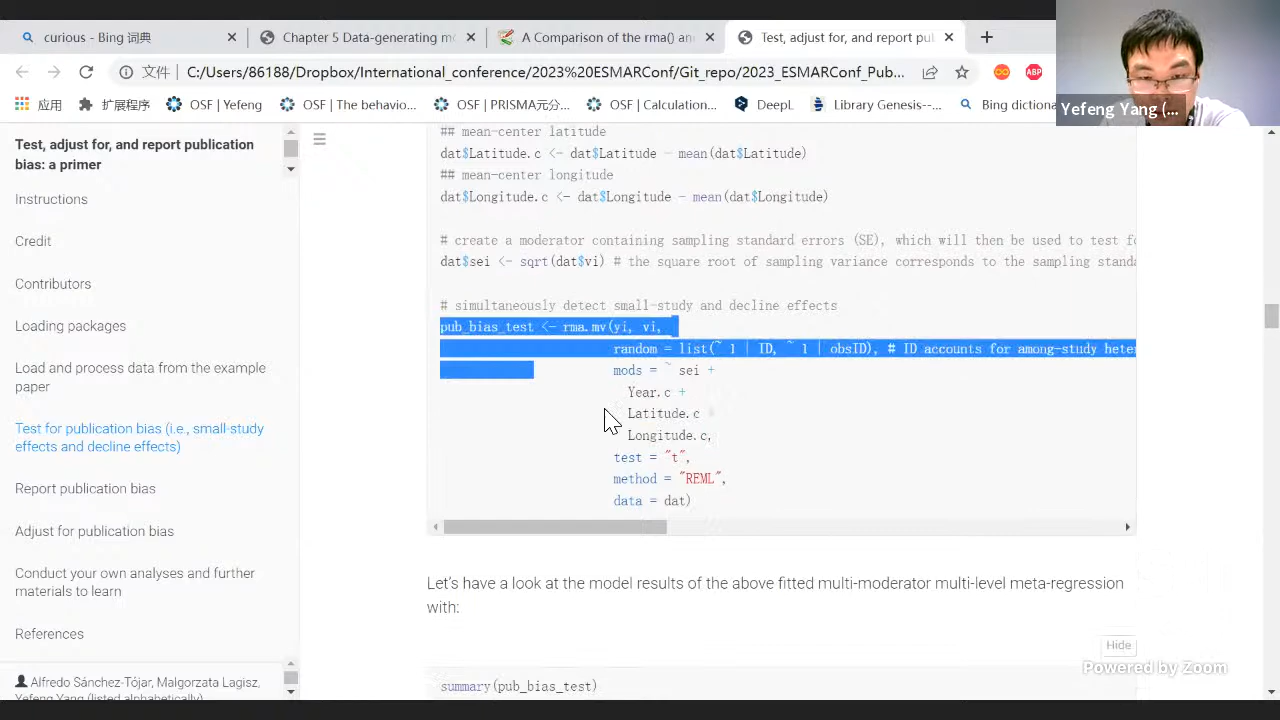 curious - Bing 词典
Chapter 5 Data-generating mo
A Comparison of the rma() an
Test, adjust for, and report pu
文件
C:/Users/86188/Dropbox/International_conference/2023%20ESMARConf/Git_repo/2023_ESMARConf_Pub...
ABP
应用
扩展程序
OSF | Yefeng
OSF | The behavio...
OSF | PRISMA元分...
OSF | Calculation...
DeepL
Library Genesis--...
Bing dictiona
Yefeng Yang (...
Test, adjust for, and report publication
bias: a primer
Instructions
Credit
Contributors
Loading packages
Load and process data from the example
paper
Test for publication bias (i.e., small-study
effects and decline effects)
Report publication bias
Adjust for publication bias
Conduct your own analyses and further
materials to learn
References
Alfredo Sánchez-Tójar, Malgorzata Lagisz,
Yefeng Yang (listed alphabetically)
## mean-center latitude
dat$Latitude.c <- dat$Latitude - mean(dat$Latitude)
## mean-center longitude
dat$Longitude.c <- dat$Longitude - mean(dat$Longitude)
# create a moderator containing sampling standard errors (SE), which will then be used to test fo
dat$sei <- sqrt(dat$vi) # the square root of sampling variance corresponds to the sampling standa
# simultaneously detect small-study and decline effects
pub_bias_test <- rma.mv(yi, vi,
random = list(~ 1 | ID, ~ 1 | obsID), # ID accounts for among-study heter
mods = ~ sei +
Year.c +
Latitude.c +
Longitude.c,
test = "t",
method = "REML",
data = dat)
Let's have a look at the model results of the above fitted multi-moderator multi-level meta-regression
with:
Hide
Powered by Zoom
summary(pub_bias_test)